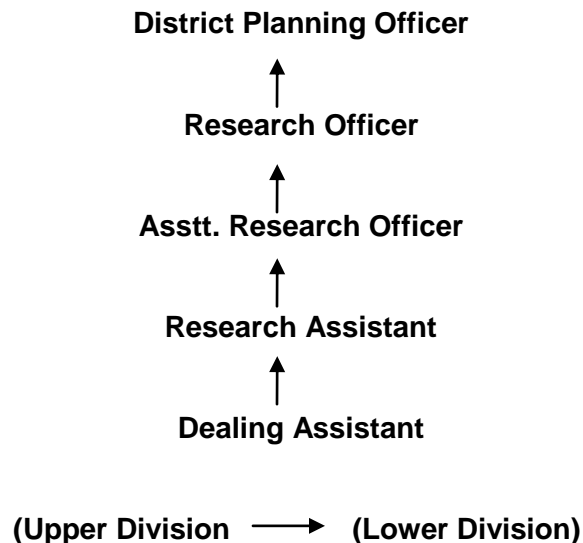 District Planning Officer
Research Officer
Asstt. Research Officer
Research Assistant
Dealing Assistant
(Upper Division (Lower Division)